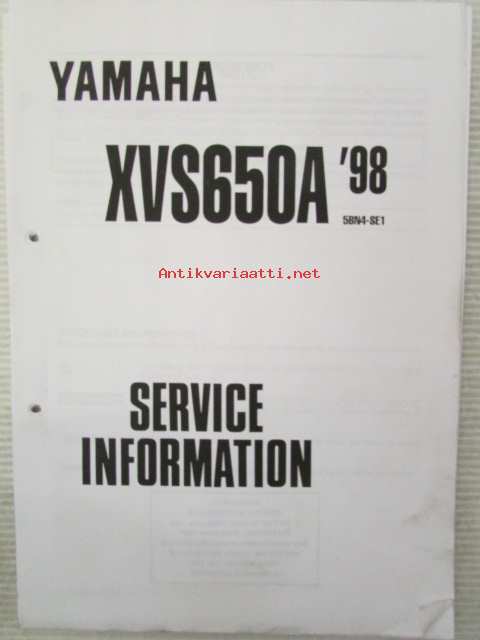 YAMAHA
XVS650A '98
5BN4-SE1
Antikvariaatti.net
SERVICE
INFORMATION